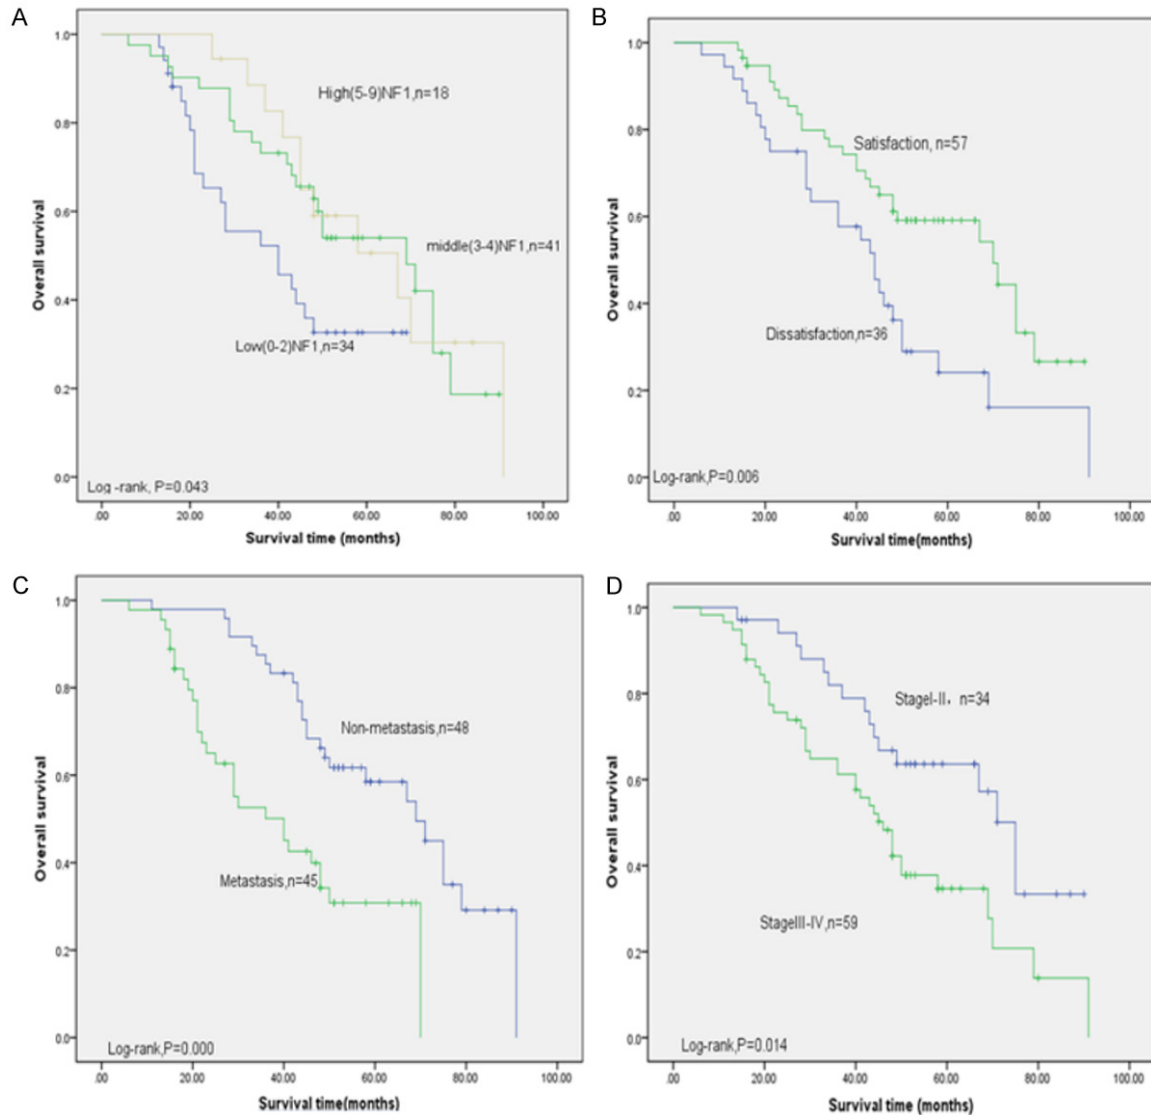 A
Overall survival
1.0
0.8
0.6
0.4
0.2
0.0
High(5-9)NF1,n=18
middle(3-4)NF1,n=41
Low(0-2)NF1,n=34
Log -rank, P=0.043
.00 20.00 40.00 60.00 80.00 100.00
Survival time (months)
B
Overall survival
1.0
0.8
0.6
0.4
0.2
0.0
Satisfaction, n=57
Dissatisfaction,n=36
Log-rank,P=0.006
.00 20.00 40.00 60.00 80.00 100.00
Survival time(months)
C
Overall survival
1.0
0.8
0.6
0.4
0.2
0.0
Non-metastasis,n=48
Metastasis,n=45
Log-rank,P=0.000
.00 20.00 40.00 60.00 80.00 100.00
Survival time(months)
D
Overall survival
1.0
0.8
0.6
0.4
0.2
0.0
StageI-II，n=34
StageIII-IV,n=59
Log-rank,P=0.014
.00 20.00 40.00 60.00 80.00 100.00
Survival time (months)